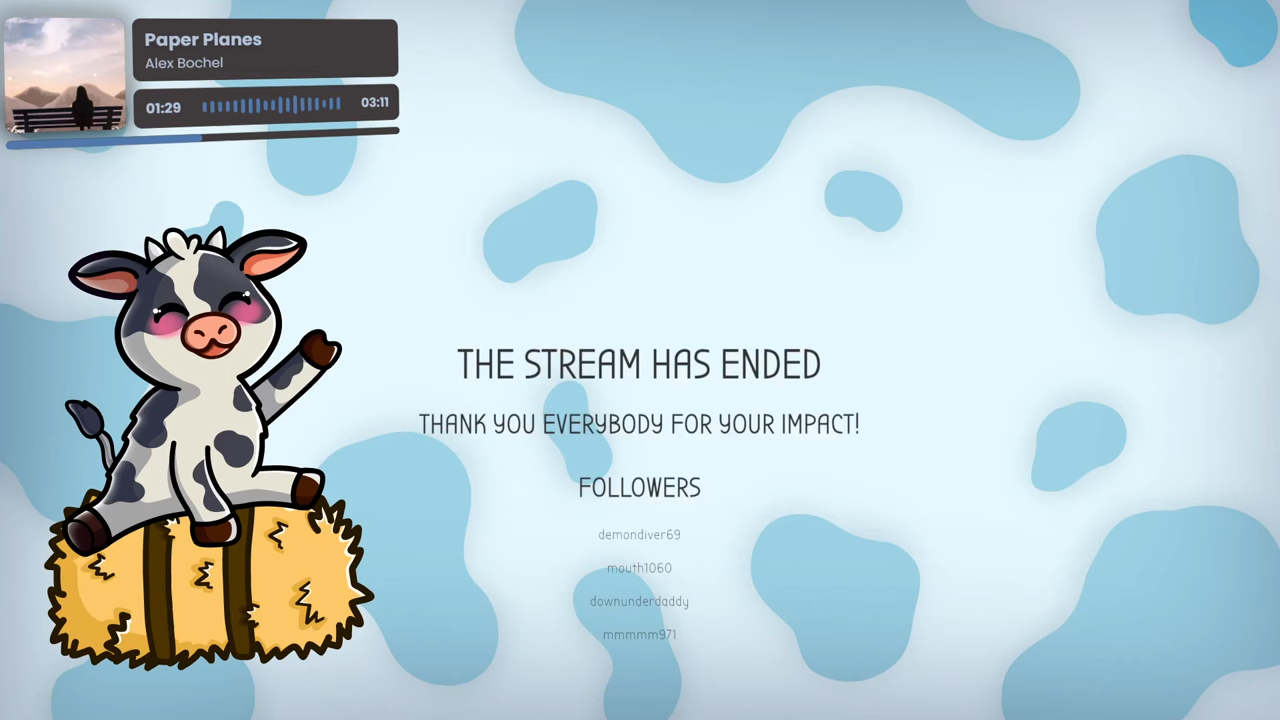 Paper Planes
Alex Bochel
01:29
03:11
THE STREAM HAS ENDED
THANK YOU EVERYBODY FOR YOUR IMPACT!
FOLLOWERS
demondiver69
mouth1060
downunderdaddy
mmmmm971